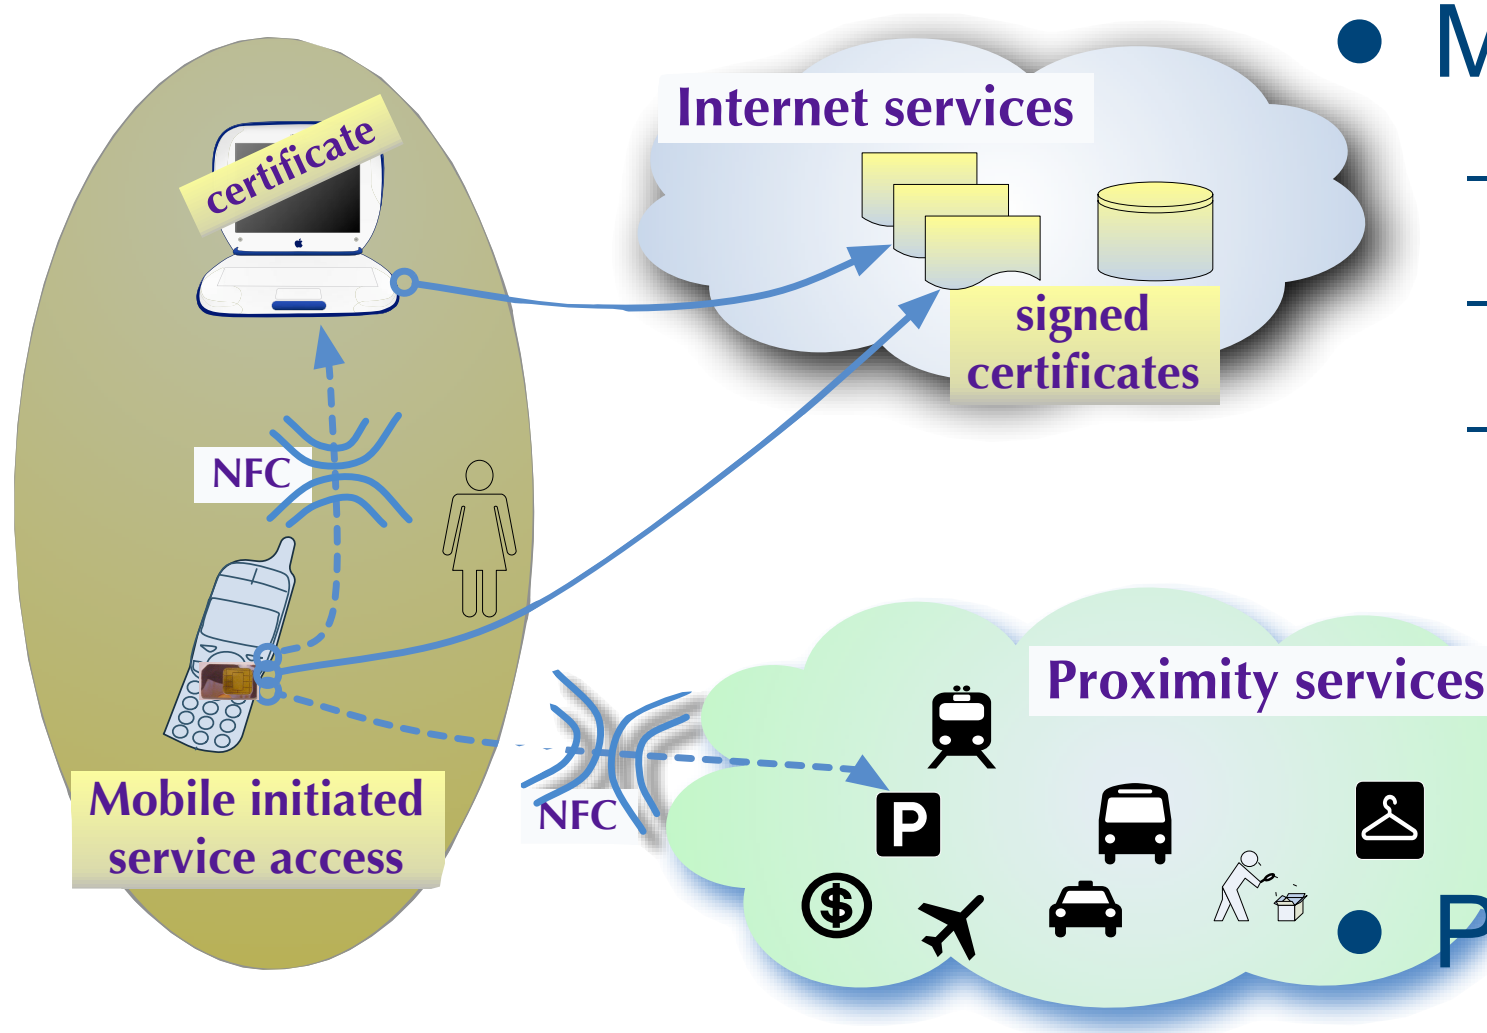 certificate
Internet services
signed
certificates
NFC
Mobile initiated
service access
NFC
Proximity services
P
$